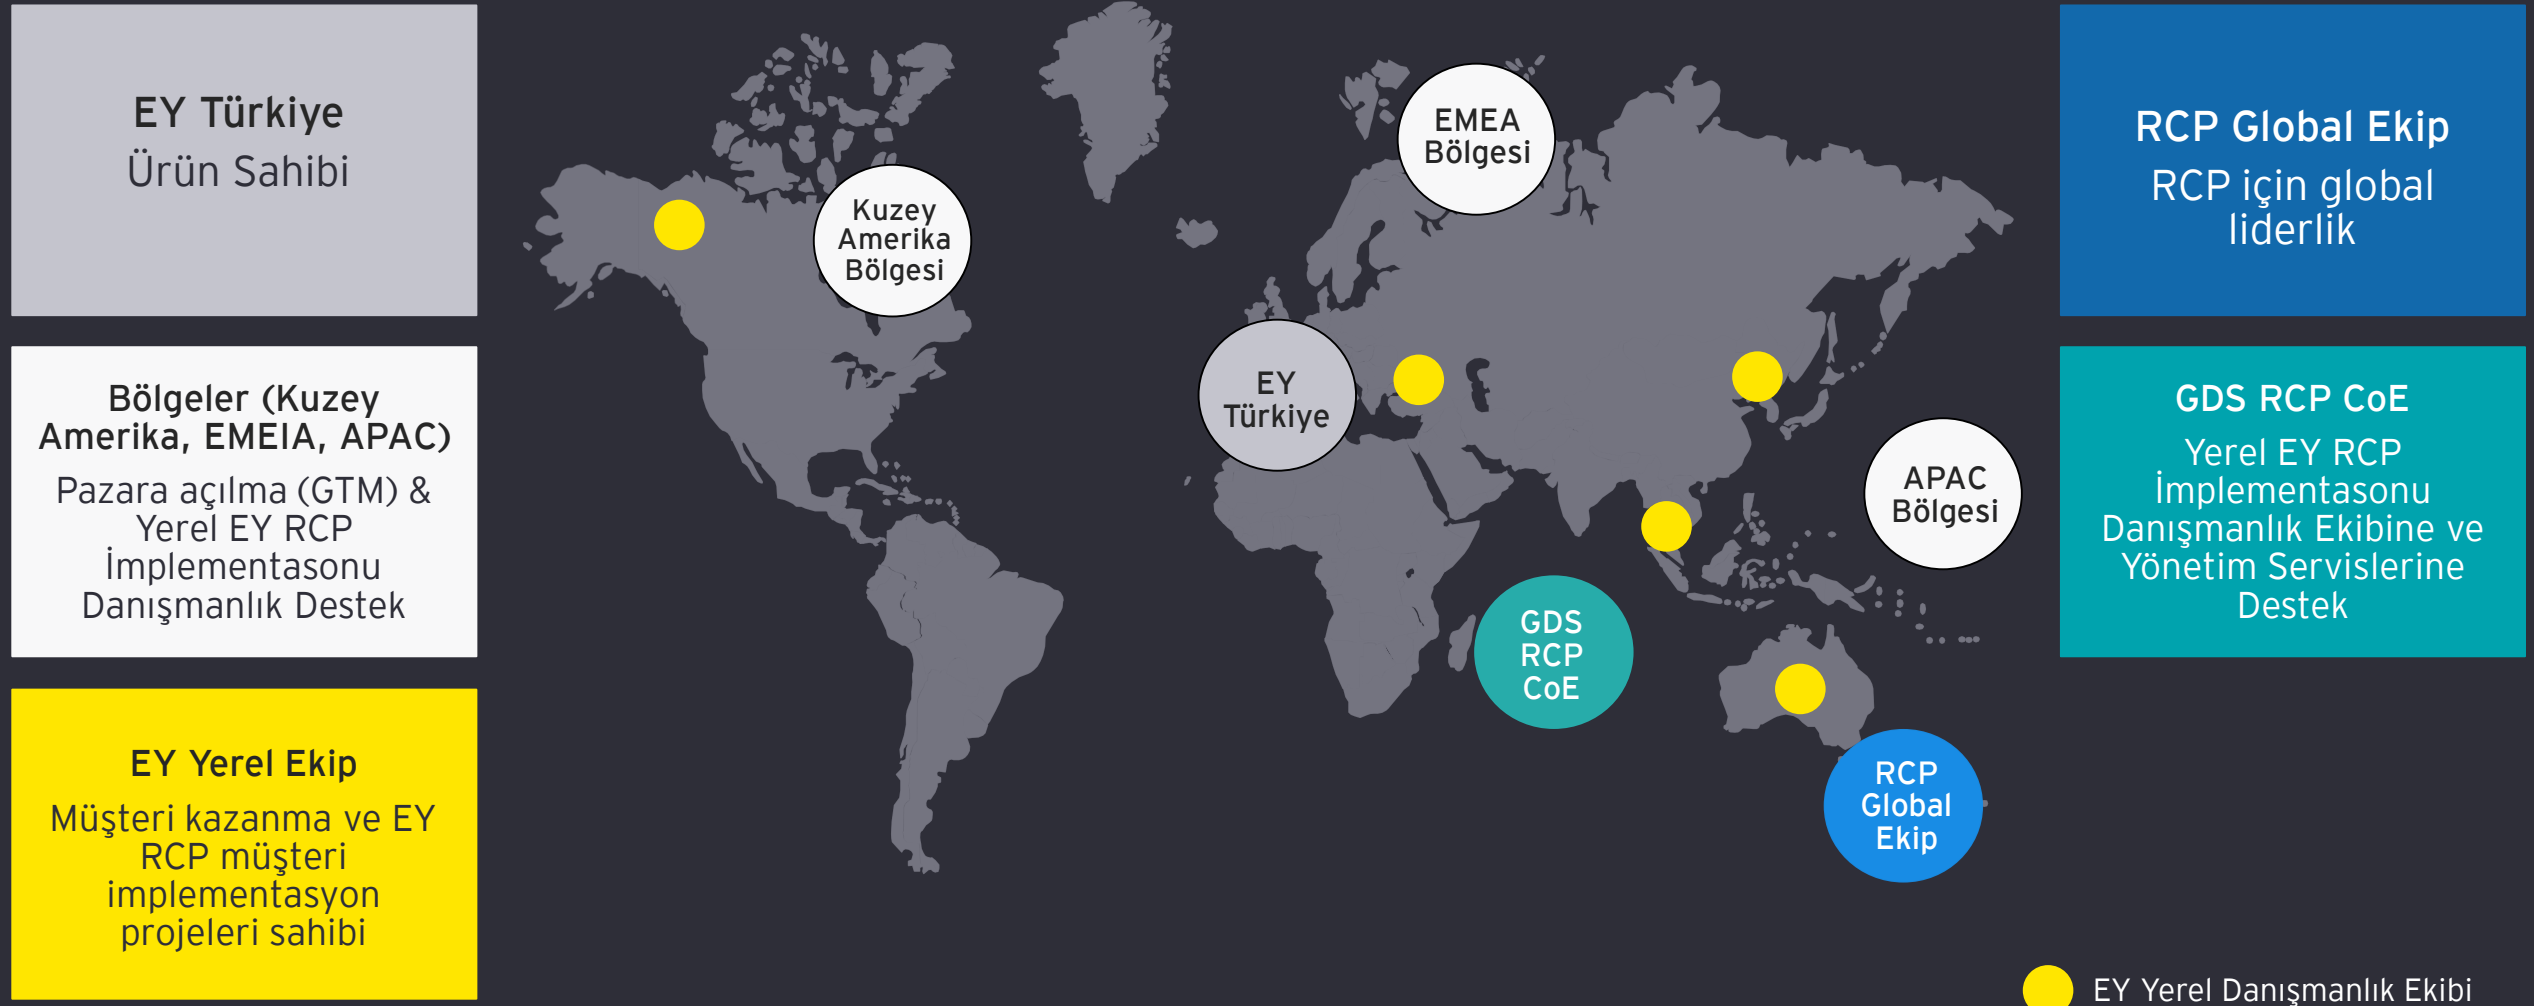 EY Türkiye
Ürün Sahibi
Bölgeler (Kuzey
Amerika, EMEIA, APAC)
Pazara açılma (GTM) &
Yerel EY RCP
İmplementasonu
Danışmanlık Destek
EY Yerel Ekip
Müşteri kazanma ve EY
RCP müşteri
implementasyon
projeleri sahibi
Kuzey
Amerika
Bölgesi
EMEA
Bölgesi
EY
Türkiye
APAC
Bölgesi
GDS
RCP
CoE
RCP
Global
Ekip
RCP Global Ekip
RCP için global
liderlik
GDS RCP CoE
Yerel EY RCP
İmplementasonu
Danışmanlık Ekibine ve
Yönetim Servislerine
Destek
EY Yerel Danışmanlık Ekibi